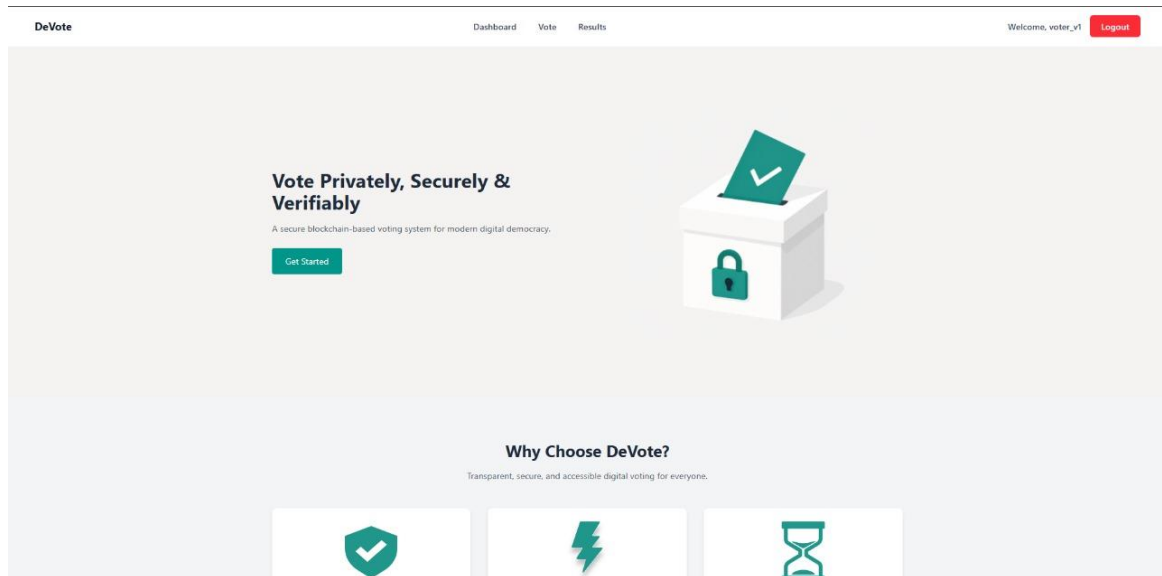 DeVote
Dashboard Vote Results
Welcome, voter_v1 Logout
Vote Privately, Securely &
Verifiably
A secure blockchain-based voting system for modern digital democracy.
Get Started
Why Choose DeVote?
Transparent, secure, and accessible digital voting for everyone.